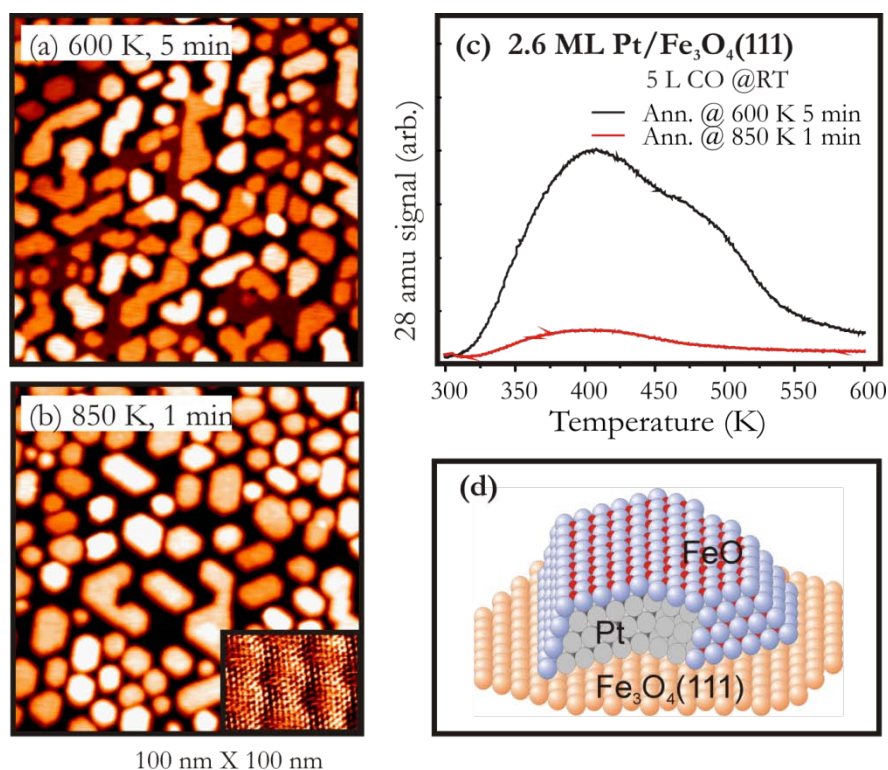 (a) 600 K, 5 min
(b) 850 K, 1 min
100 nm X 100 nm
(c) 2.6 ML Pt/Fe₃O₄(111)
5 L CO @RT
Ann. @ 600 K 5 min
Ann. @ 850 K 1 min
28 amu signal (arb.)
300 350 400 450 500 550 600
Temperature (K)
(d)
FeO
Pt
Fe₃O₄(111)